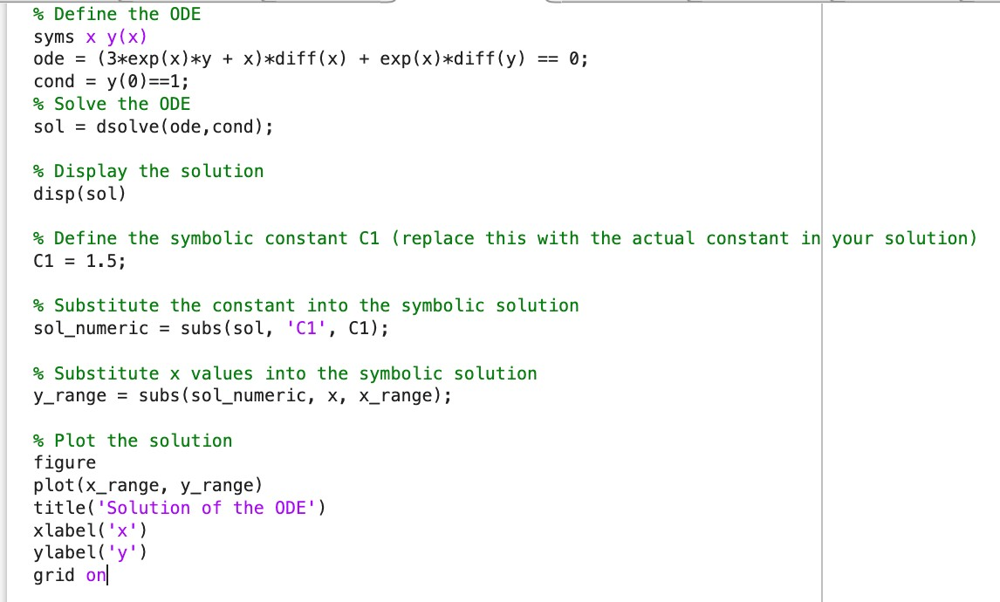 % Define the ODE
syms x y(x)
ode = (3*exp(x)*y + x)*diff(x) + exp(x)*diff(y) == 0;
cond = y(0)==1;
% Solve the ODE
sol = dsolve(ode,cond);
% Display the solution
disp(sol)
% Define the symbolic constant C1 (replace this with the actual constant in your solution)
C1 = 1.5;
% Substitute the constant into the symbolic solution
sol_numeric = subs(sol, 'C1', C1);
% Substitute x values into the symbolic solution
y_range = subs(sol_numeric, x, x_range);
% Plot the solution
figure
plot(x_range, y_range)
title('Solution of the ODE')
xlabel('x')
ylabel('y')
grid on